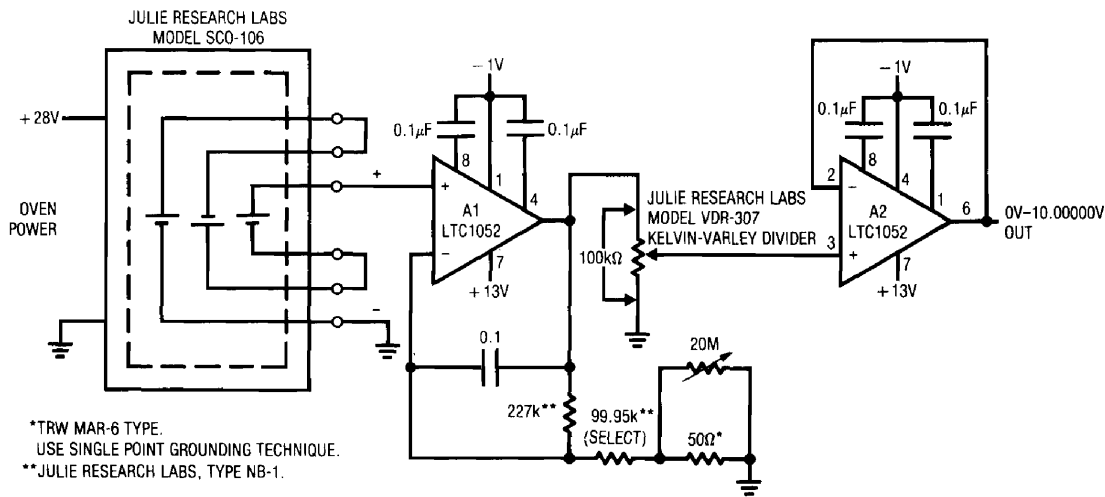 JULIE RESEARCH LABS
MODEL SCO-106
+28V
OVEN
POWER
+
−
−1V
0.1µF
0.1µF
8
1
4
+
A1
LTC1052
−
7
+13V
0.1
227k**
99.95k**
(SELECT)
20M
50Ω*
100kΩ
JULIE RESEARCH LABS
MODEL VDR-307
KELVIN-VARLEY DIVIDER
−1V
0.1µF
0.1µF
8
4
1
2
−
A2
LTC1052
6
3
+
7
+13V
0V–10.00000V
OUT
*TRW MAR-6 TYPE.
USE SINGLE POINT GROUNDING TECHNIQUE.
**JULIE RESEARCH LABS, TYPE NB-1.